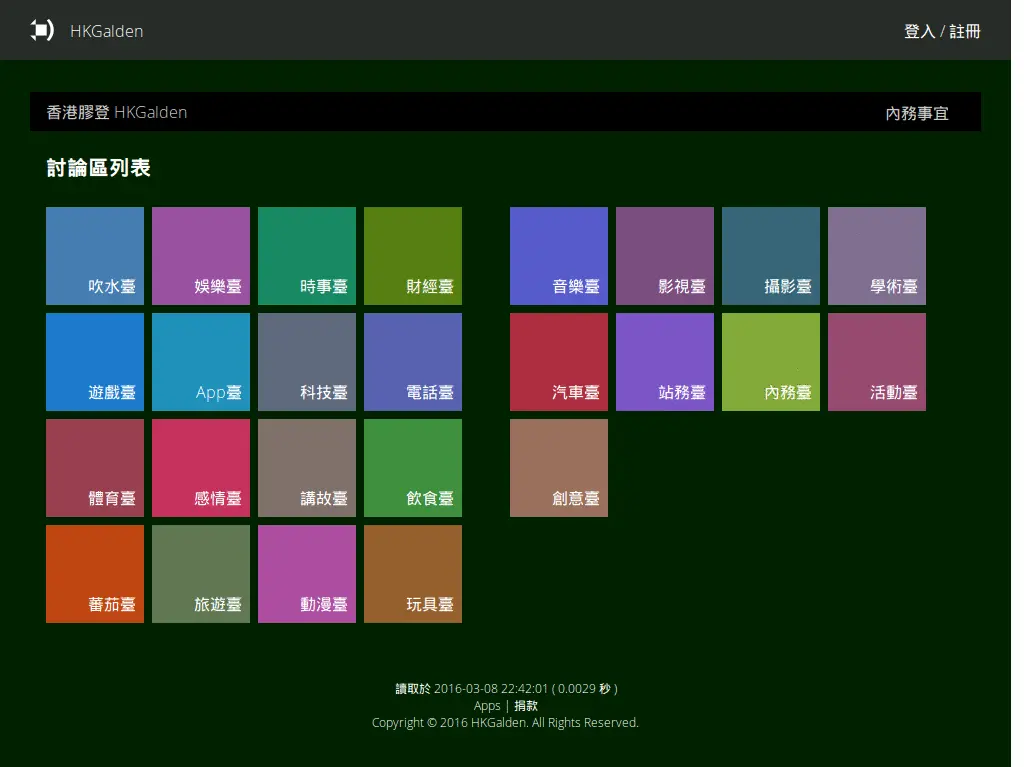 HKGalden
登入 / 註冊
香港膠登 HKGalden
內務事宜
討論區列表
吹水臺 娛樂臺 時事臺 財經臺
遊戲臺 App臺 科技臺 電話臺
體育臺 感情臺 講故臺 飲食臺
蕃茄臺 旅遊臺 動漫臺 玩具臺
音樂臺 影視臺 攝影臺 學術臺
汽車臺 站務臺 內務臺 活動臺
創意臺
讀取於 2016-03-08 22:42:01 ( 0.0029 秒 )
Apps | 捐款
Copyright © 2016 HKGalden. All Rights Reserved.